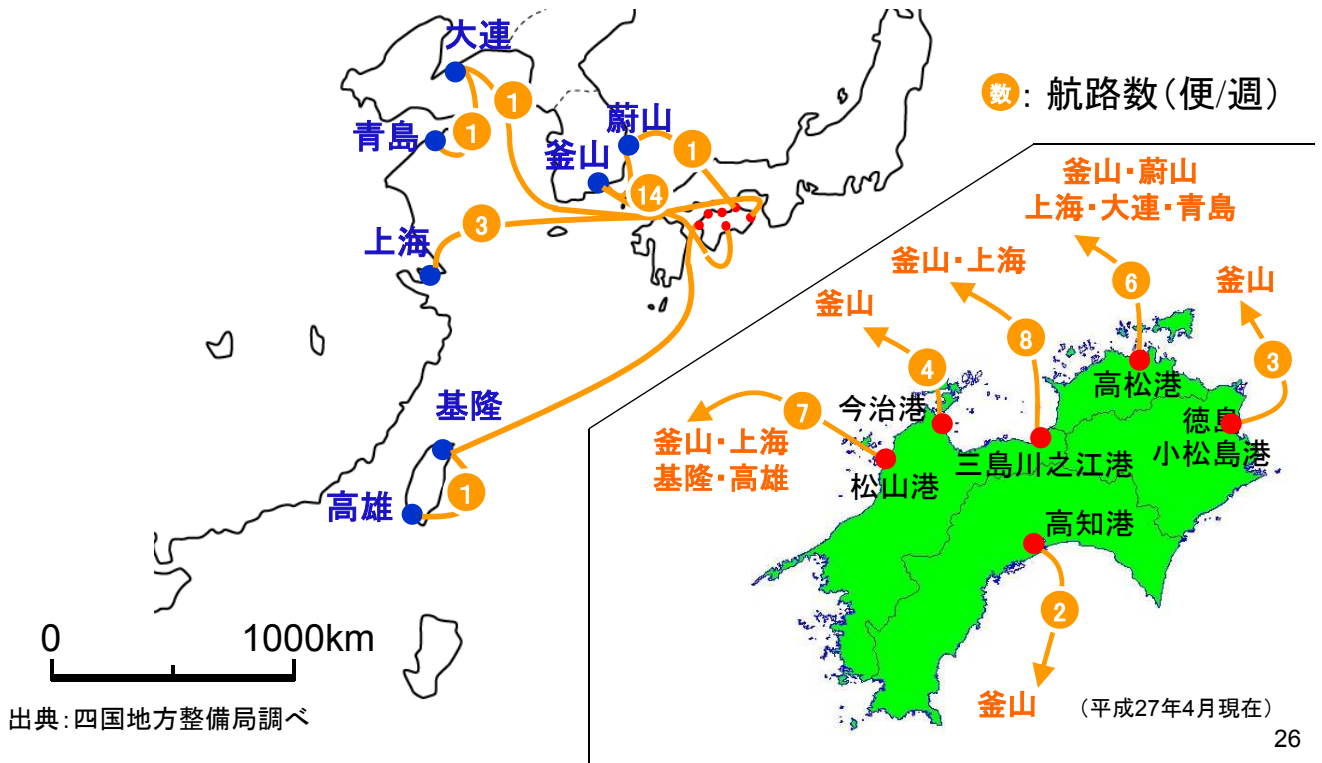 大連
1
青島
1
蔚山
釜山
1
14
上海
3
基隆
高雄
1
0 1000km
出典:四国地方整備局調べ
数: 航路数(便/週)
釜山・蔚山
上海・大連・青島
6
高松港
釜山
3
徳島
小松島港
釜山・上海
8
三島川之江港
釜山
4
今治港
7
釜山・上海
基隆・高雄
松山港
高知港
2
釜山
(平成27年4月現在)
26